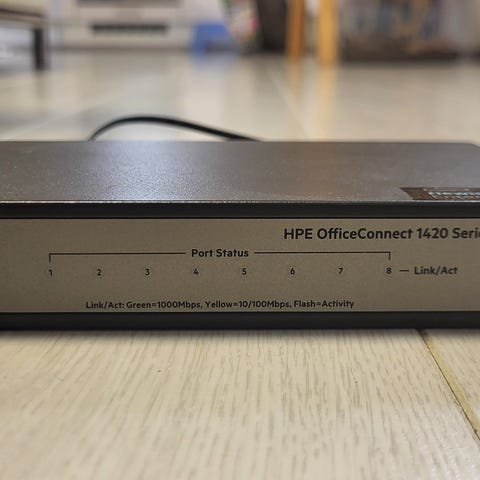 HPE OfficeConnect 1420 Serie
Port Status
1 2 3 4 5 6 7 8 — Link/Act
Link/Act: Green=1000Mbps, Yellow=10/100Mbps, Flash=Activity